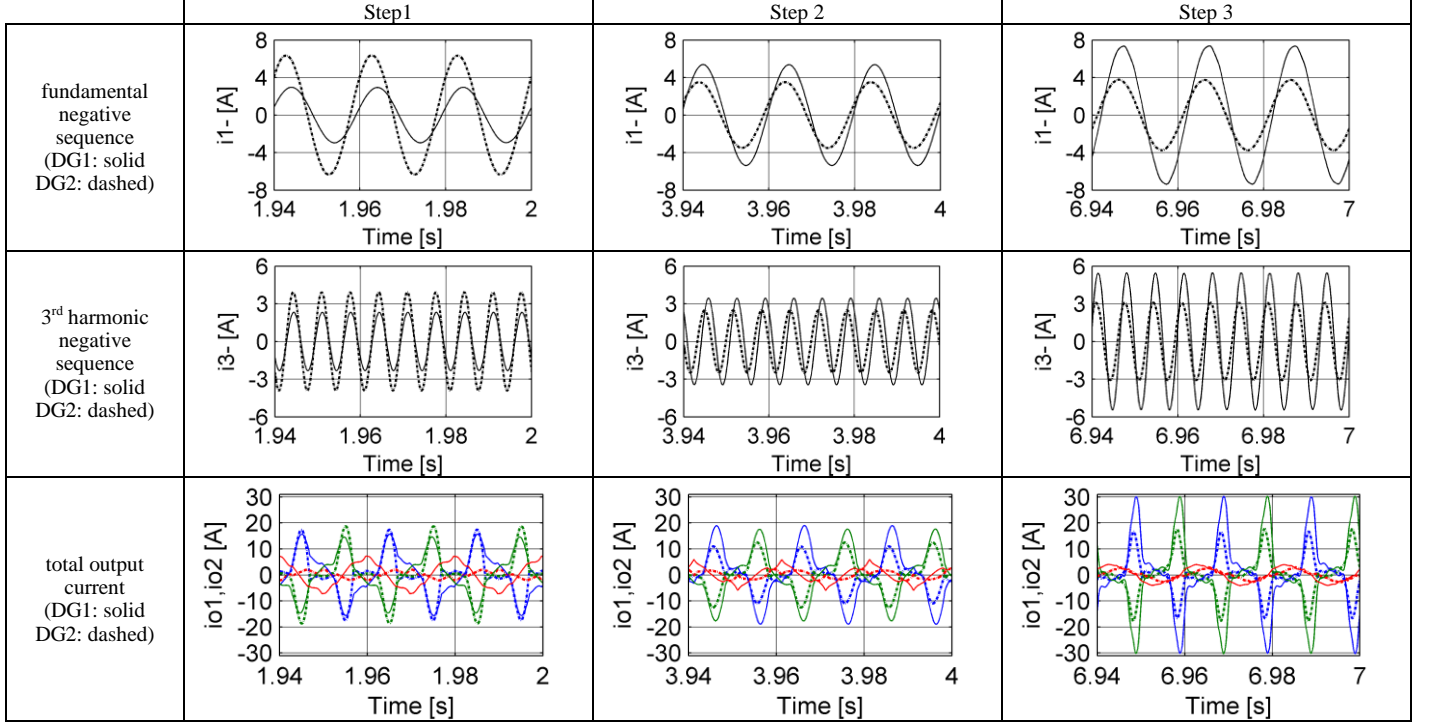 Step1
Step 2
Step 3
fundamental
negative
sequence
(DG1: solid
DG2: dashed)
8
4
0
-4
-8
i1- [A]
1.94
1.96
1.98
2
Time [s]
8
4
0
-4
-8
i1- [A]
3.94
3.96
3.98
4
Time [s]
8
4
0
-4
-8
i1- [A]
6.94
6.96
6.98
7
Time [s]
3rd harmonic
negative
sequence
(DG1: solid
DG2: dashed)
6
3
0
-3
-6
i3- [A]
1.94
1.96
1.98
2
Time [s]
6
3
0
-3
-6
i3- [A]
3.94
3.96
3.98
4
Time [s]
6
3
0
-3
-6
i3- [A]
6.94
6.96
6.98
7
Time [s]
total output
current
(DG1: solid
DG2: dashed)
30
20
10
0
-10
-20
-30
io1,io2 [A]
1.94
1.96
1.98
2
Time [s]
30
20
10
0
-10
-20
-30
io1,io2 [A]
3.94
3.96
3.98
4
Time [s]
30
20
10
0
-10
-20
-30
io1,io2 [A]
6.94
6.96
6.98
7
Time [s]